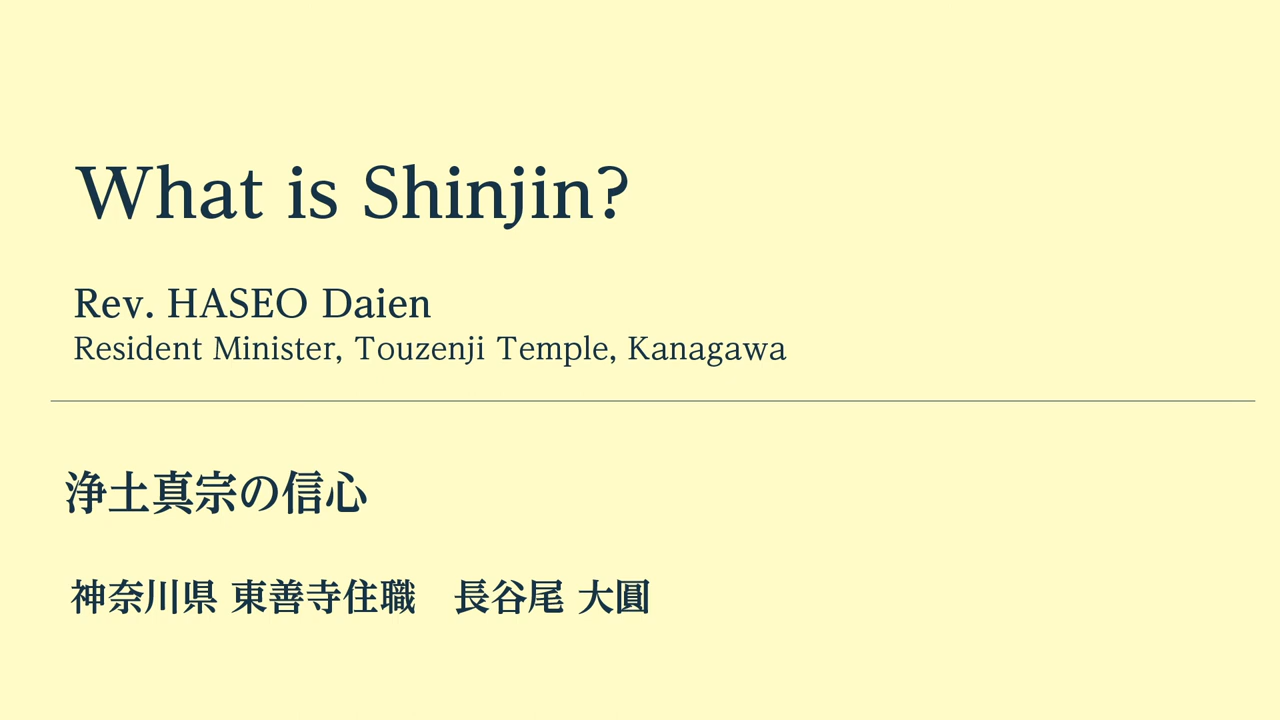 What is Shinjin?
Rev. HASEO Daien
Resident Minister, Touzenji Temple, Kanagawa
浄土真宗の信心
神奈川県 東善寺住職　長谷尾 大圓